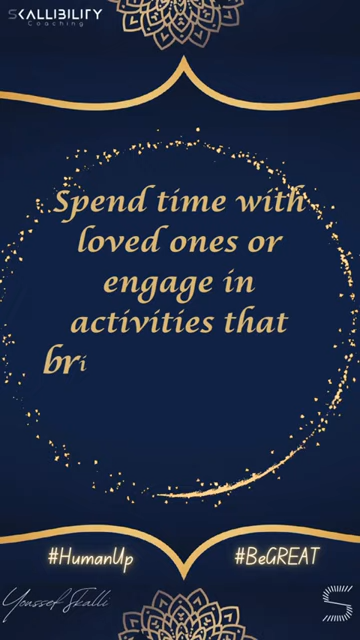 SKALLIBILITY
Coaching
Spend time with
loved ones or
engage in
activities that
bri
#HumanUp
#BeGREAT
Youssef Skalli
S